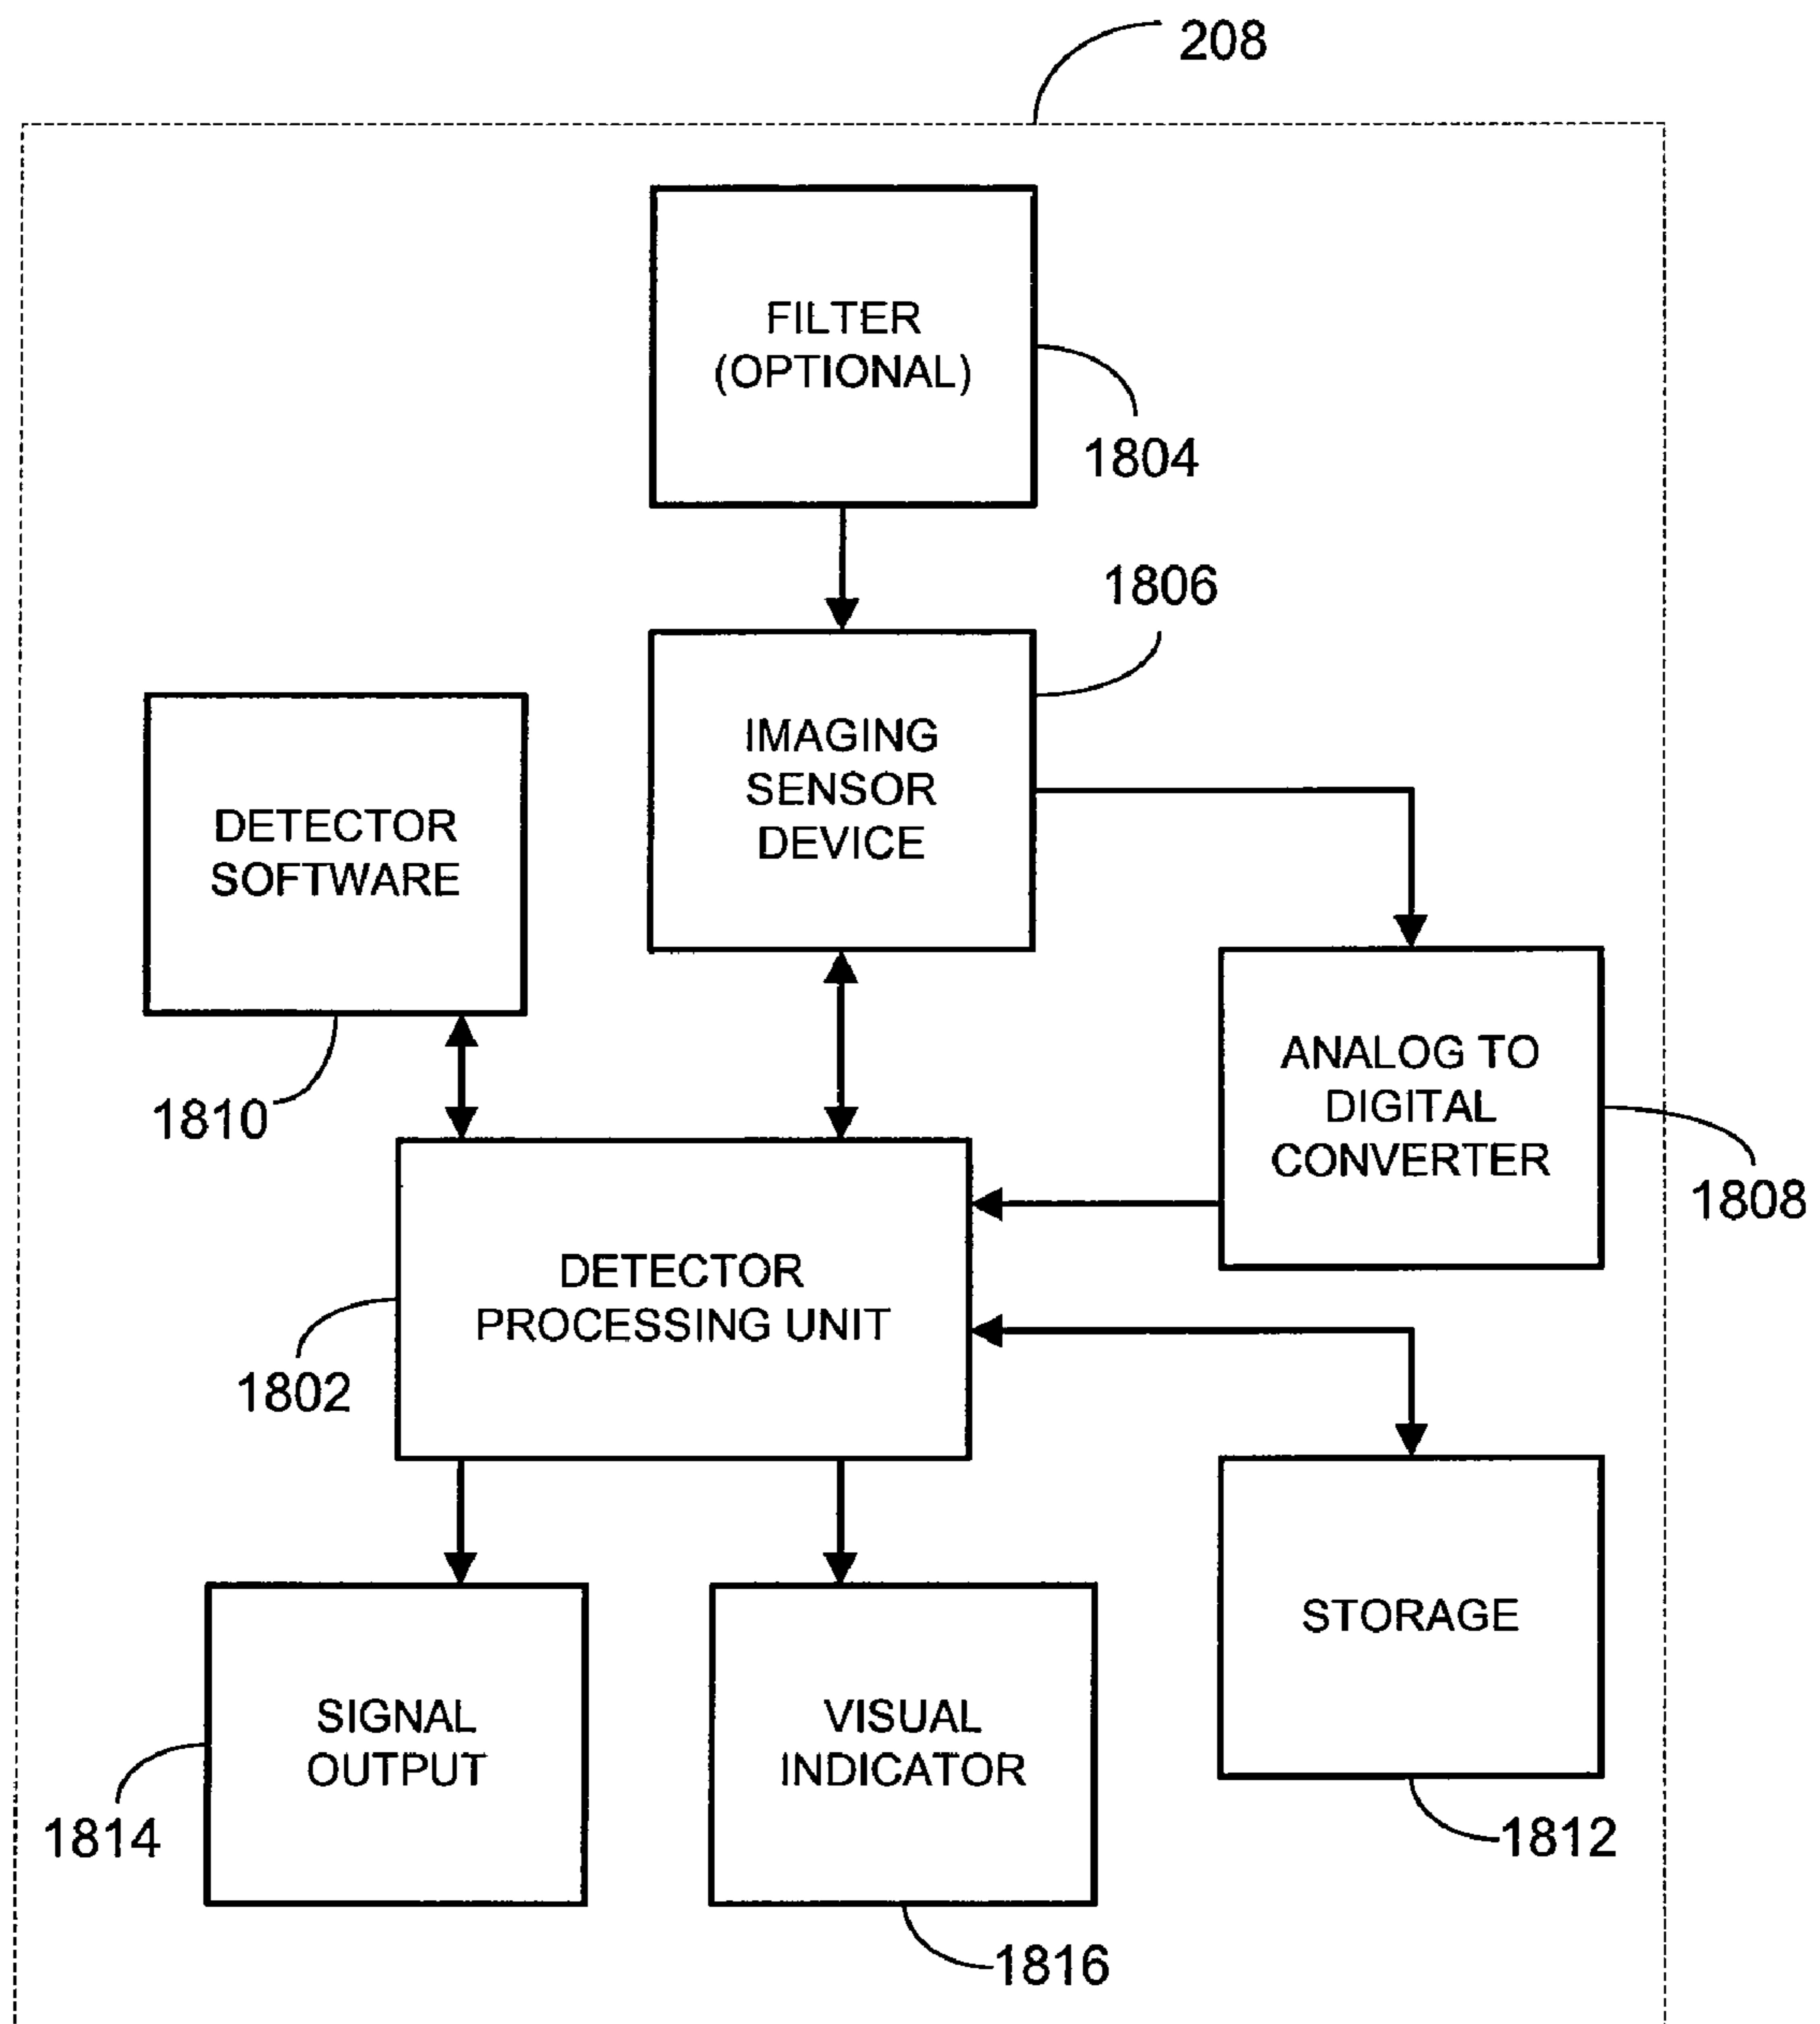 208
FILTER
(OPTIONAL)
1804
1806
IMAGING
SENSOR
DEVICE
DETECTOR
SOFTWARE
1810
ANALOG TO
DIGITAL
CONVERTER
1808
DETECTOR
PROCESSING UNIT
1802
STORAGE
1812
SIGNAL
OUTPUT
1814
VISUAL
INDICATOR
1816